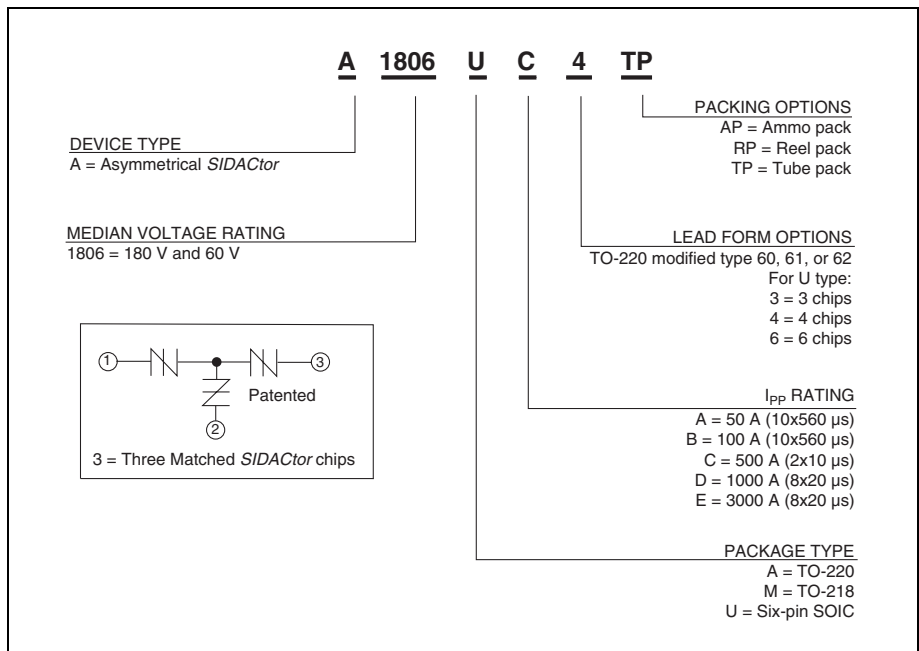 A 1806 U C 4 TP
PACKING OPTIONS
AP = Ammo pack
RP = Reel pack
TP = Tube pack
DEVICE TYPE
A = Asymmetrical SIDACtor
MEDIAN VOLTAGE RATING
1806 = 180 V and 60 V
LEAD FORM OPTIONS
TO-220 modified type 60, 61, or 62
For U type:
3 = 3 chips
4 = 4 chips
6 = 6 chips
1
3
Patented
2
3 = Three Matched SIDACtor chips
IPP RATING
A = 50 A (10x560 µs)
B = 100 A (10x560 µs)
C = 500 A (2x10 µs)
D = 1000 A (8x20 µs)
E = 3000 A (8x20 µs)
PACKAGE TYPE
A = TO-220
M = TO-218
U = Six-pin SOIC